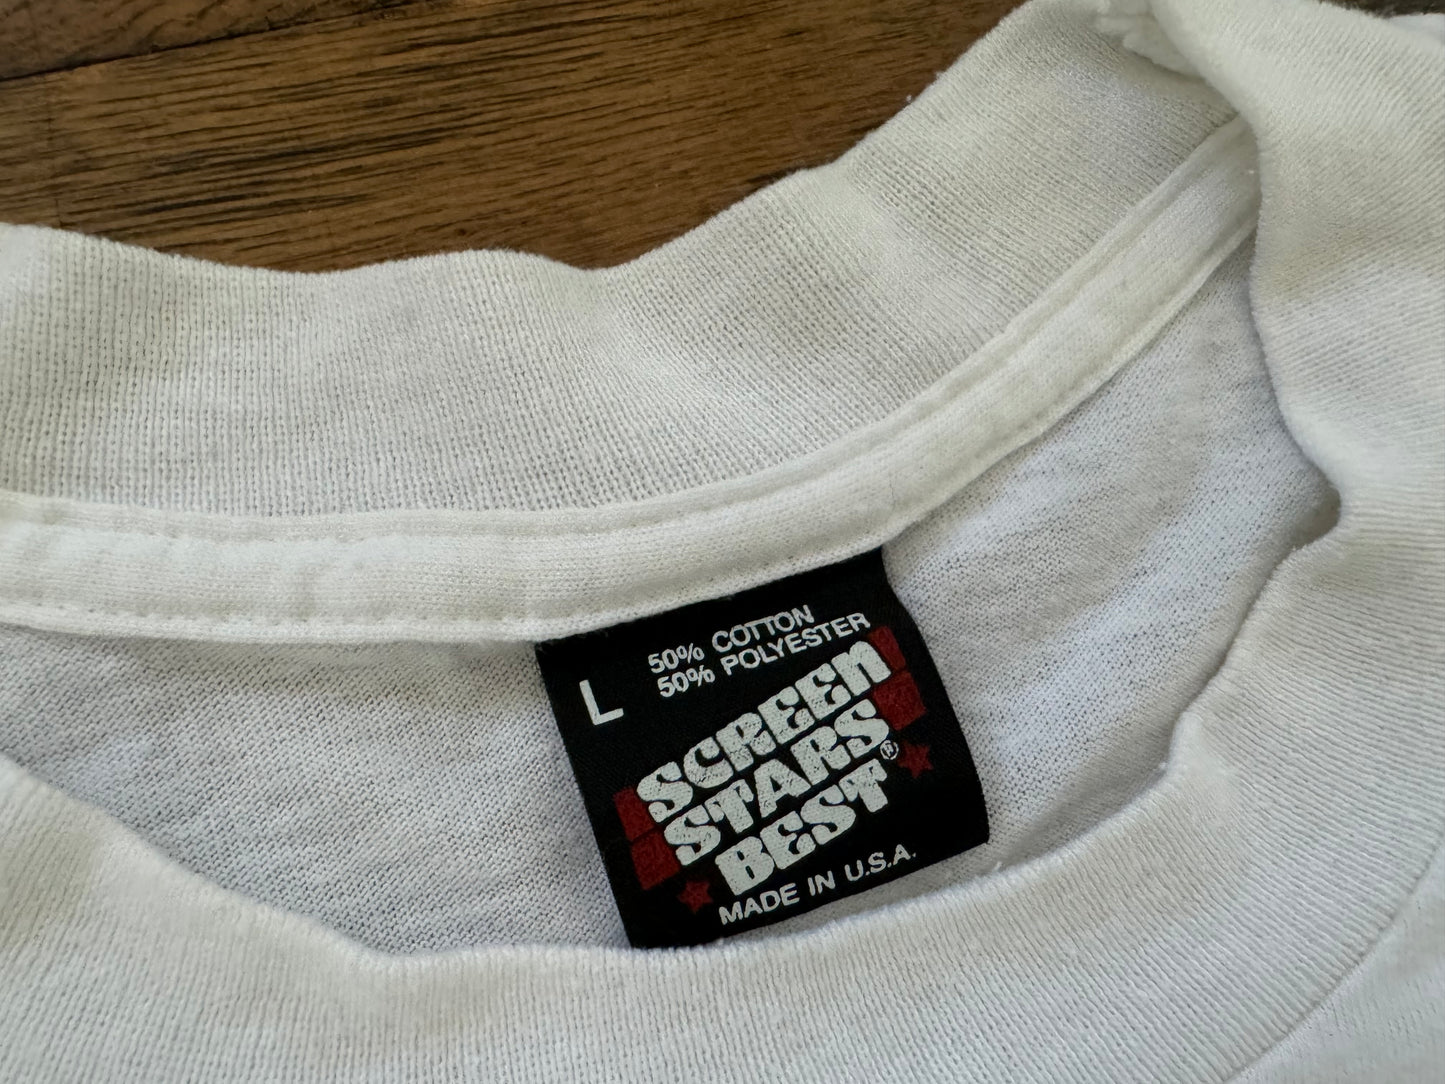 50% COTTON
50% POLYESTER
L
SCREEN
STARS®
BEST
MADE IN U.S.A.